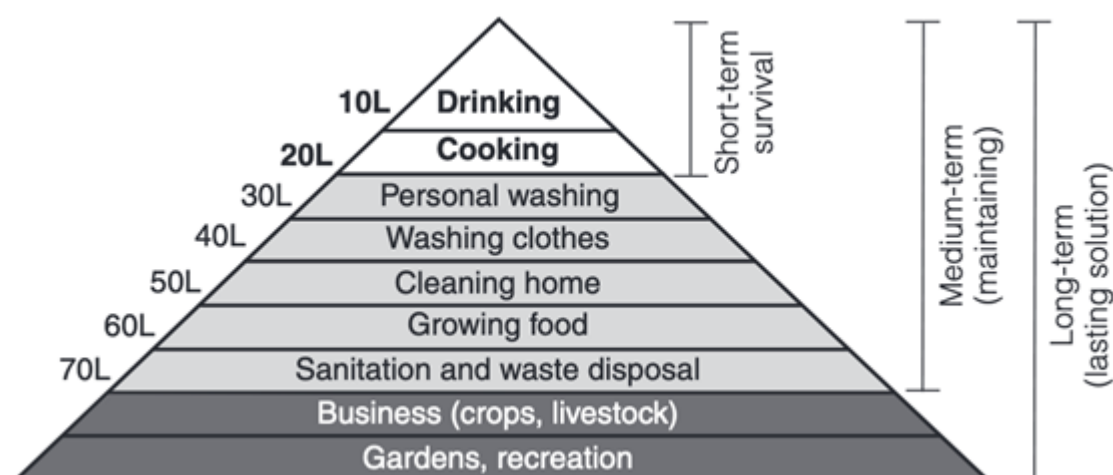 10L Drinking
20L Cooking
30L Personal washing
40L Washing clothes
50L Cleaning home
60L Growing food
70L Sanitation and waste disposal
Business (crops, livestock)
Gardens, recreation
Short-term
survival
Medium-term
(maintaining)
Long-term
(lasting solution)